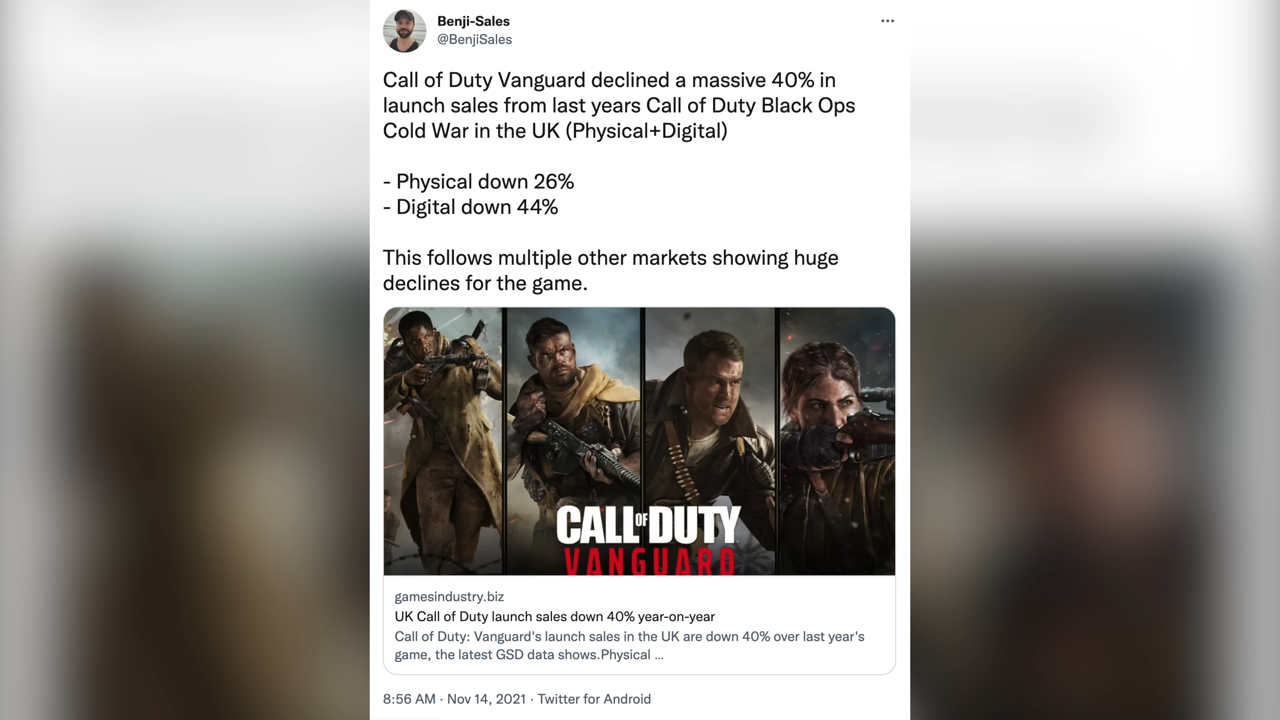 Benji-Sales
@BenjiSales
Call of Duty Vanguard declined a massive 40% in
launch sales from last years Call of Duty Black Ops
Cold War in the UK (Physical+Digital)
- Physical down 26%
- Digital down 44%
This follows multiple other markets showing huge
declines for the game.
CALL OF DUTY
VANGUARD
gamesindustry.biz
UK Call of Duty launch sales down 40% year-on-year
Call of Duty: Vanguard's launch sales in the UK are down 40% over last year's
game, the latest GSD data shows.Physical ...
8:56 AM · Nov 14, 2021 · Twitter for Android